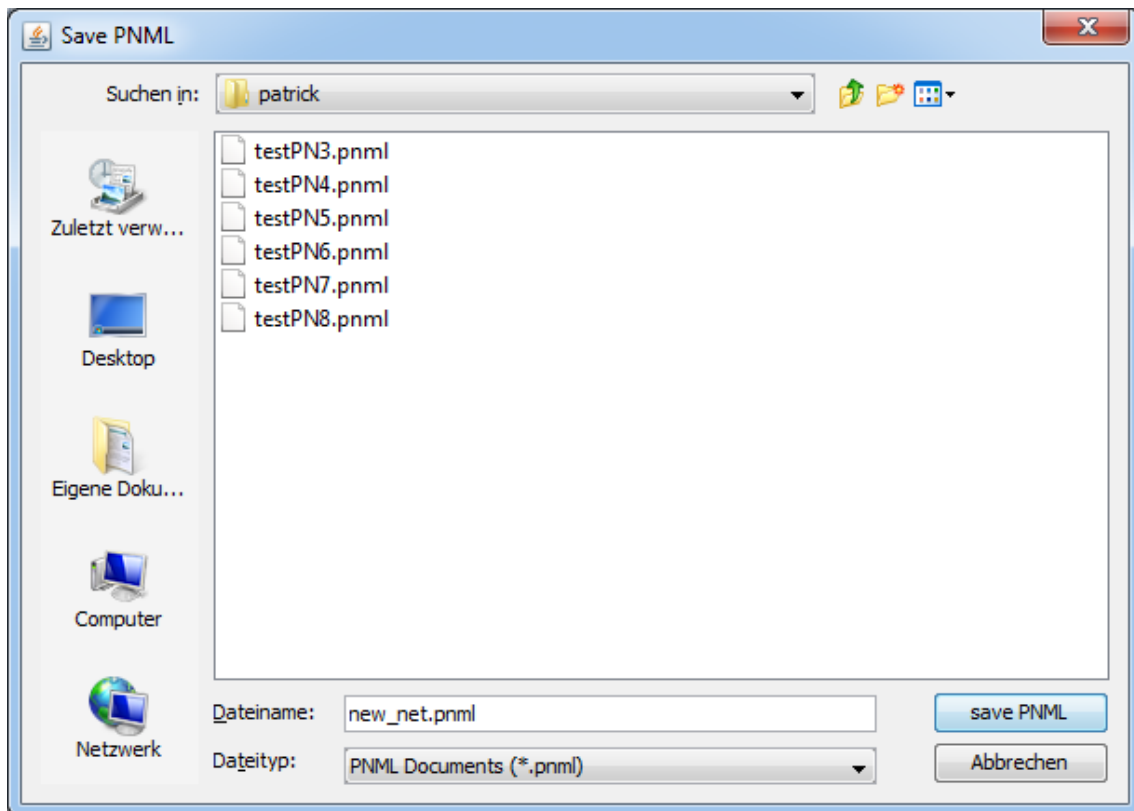 Save PNML
Suchen in: patrick
testPN3.pnml
testPN4.pnml
testPN5.pnml
testPN6.pnml
testPN7.pnml
testPN8.pnml
Zuletzt verw...
Desktop
Eigene Doku...
Computer
Netzwerk
Dateiname: new_net.pnml save PNML
Dateityp: PNML Documents (*.pnml) Abbrechen